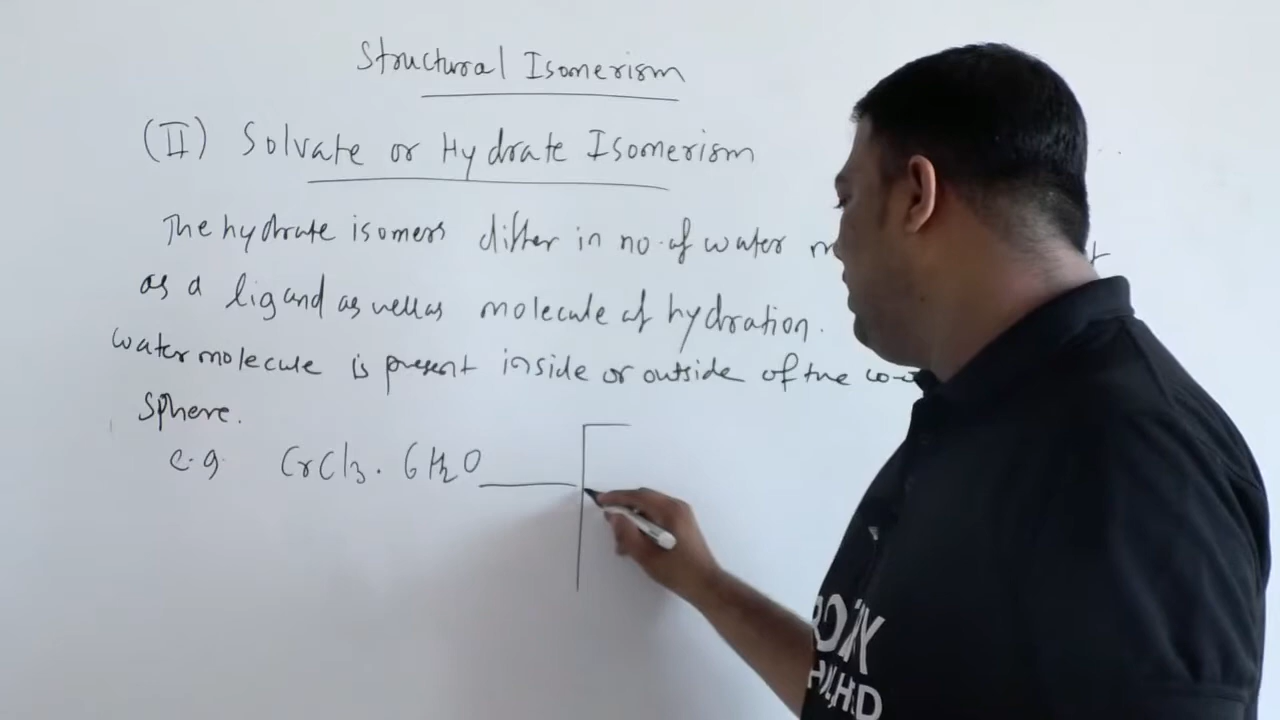 Structural Isomerism
(II) Solvate or Hydrate Isomerism
The hydrate isomers differ in no. of water
as a ligand as well as molecule of hydration.
water molecule is present inside or outside of the co-o
Sphere.
e.g. CrCl3. 6H2O